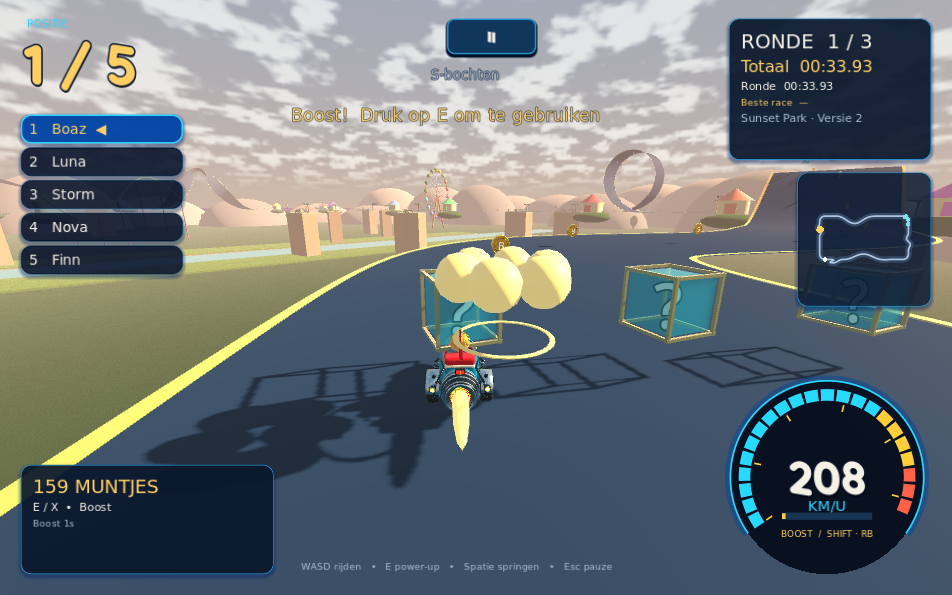 POSITIE
1 / 5
1 Boaz ◀
2 Luna
3 Storm
4 Nova
5 Finn
S-bochten
Boost! Druk op E om te gebruiken
RONDE 1 / 3
Totaal 00:33.93
Ronde 00:33.93
Beste race —
Sunset Park · Versie 2
R
?
?
?
159 MUNTJES
E / X • Boost
Boost 1s
208
KM/U
BOOST / SHIFT · RB
WASD rijden • E power-up • Spatie springen • Esc pauze